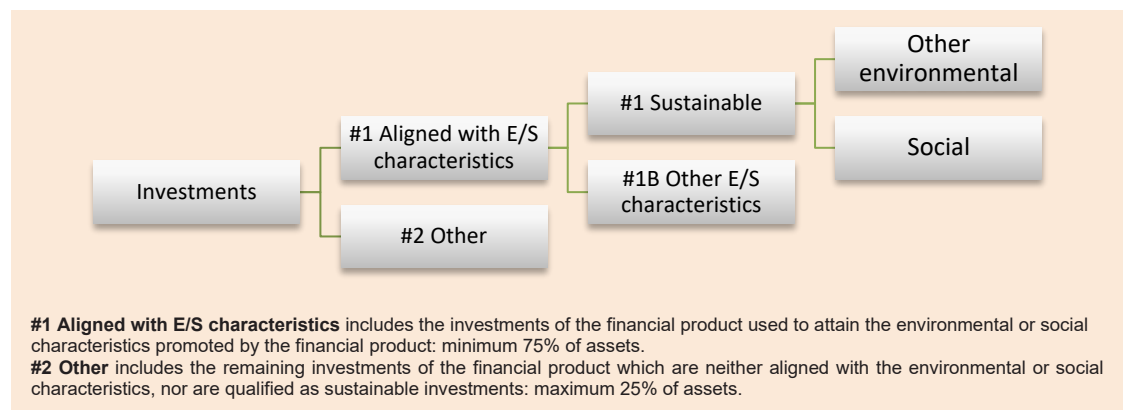 Investments
#1 Aligned with E/S
characteristics
#2 Other
#1 Sustainable
#1B Other E/S
characteristics
Other
environmental
Social
#1 Aligned with E/S characteristics includes the investments of the financial product used to attain the environmental or social
characteristics promoted by the financial product: minimum 75% of assets.
#2 Other includes the remaining investments of the financial product which are neither aligned with the environmental or social
characteristics, nor are qualified as sustainable investments: maximum 25% of assets.